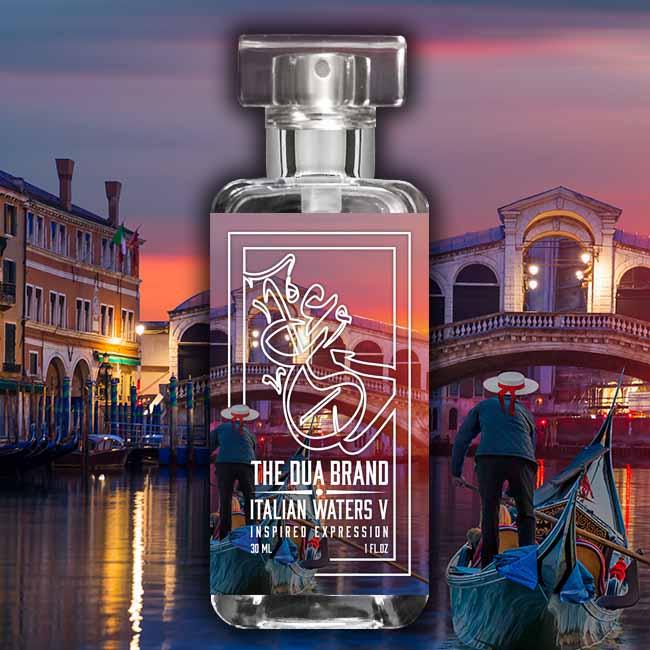 THE DUA BRAND
ITALIAN WATERS V
INSPIRED EXPRESSION
30 ML 1 FL.OZ